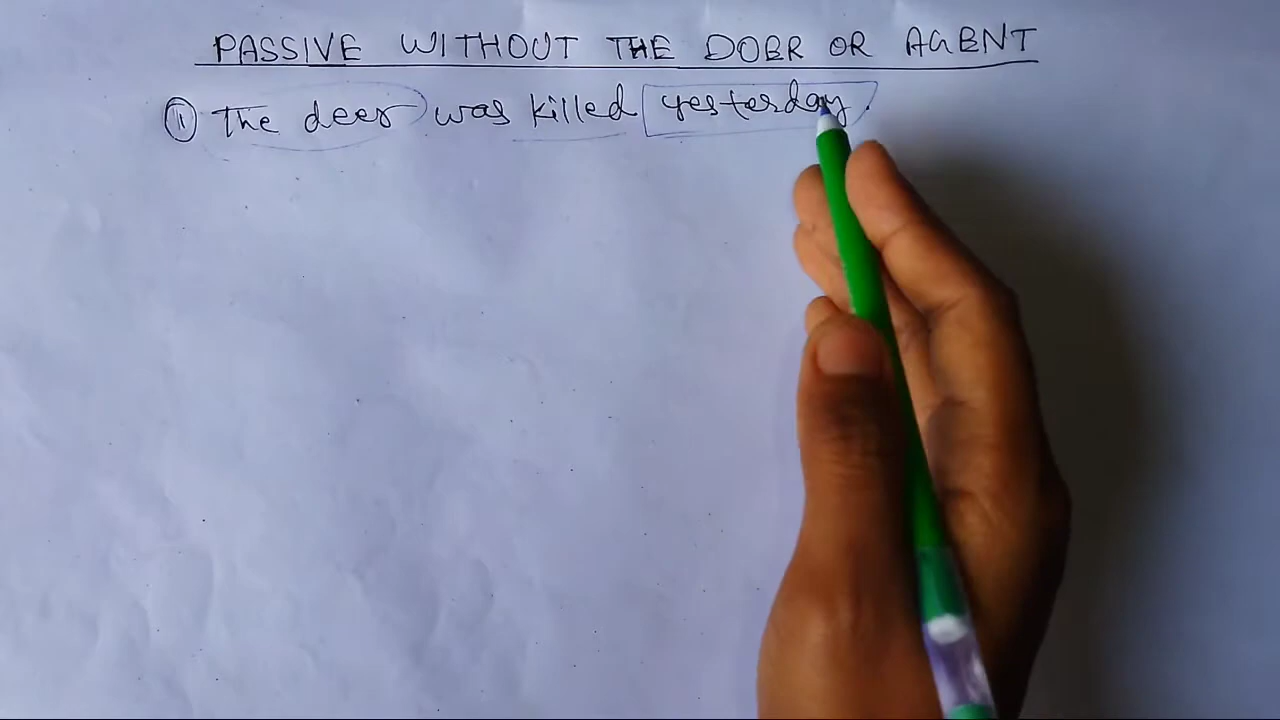 PASSIVE WITHOUT THE DOER OR AGENT
① The deer was killed yesterday.